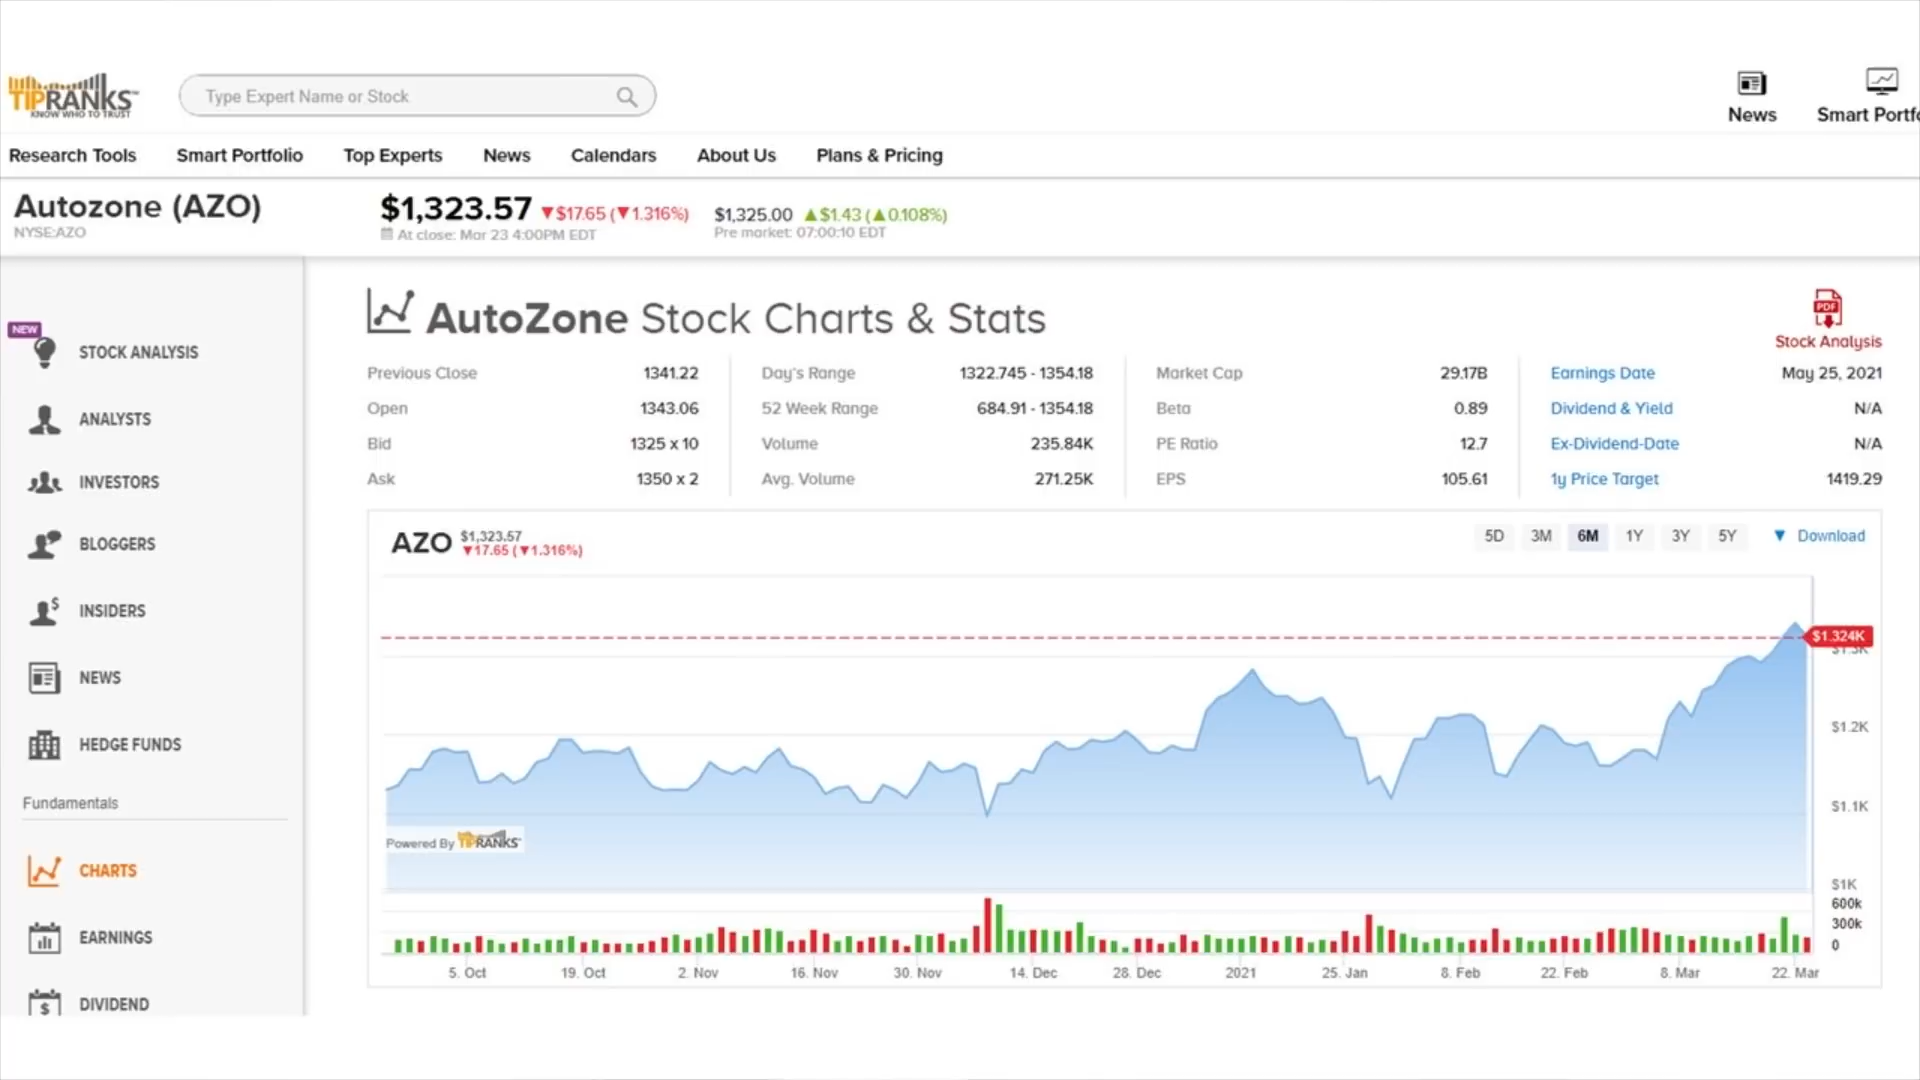 TIPRANKS
KNOW WHO TO TRUST
Type Expert Name or Stock
News
Smart Portfo
Research Tools Smart Portfolio Top Experts News Calendars About Us Plans & Pricing
Autozone (AZO)
NYSE:AZO
$1,323.57 ▼$17.65 (▼1.316%)
At close: Mar 23 4:00PM EDT
$1,325.00 ▲$1.43 (▲0.108%)
Pre market: 07:00:10 EDT
NEW
STOCK ANALYSIS
ANALYSTS
INVESTORS
BLOGGERS
INSIDERS
NEWS
HEDGE FUNDS
Fundamentals
CHARTS
EARNINGS
DIVIDEND
AutoZone Stock Charts & Stats
PDF
Stock Analysis
Previous Close 1341.22
Open 1343.06
Bid 1325 x 10
Ask 1350 x 2
Day's Range 1322.745 - 1354.18
52 Week Range 684.91 - 1354.18
Volume 235.84K
Avg. Volume 271.25K
Market Cap 29.17B
Beta 0.89
PE Ratio 12.7
EPS 105.61
Earnings Date May 25, 2021
Dividend & Yield N/A
Ex-Dividend-Date N/A
1y Price Target 1419.29
AZO $1,323.57
▼17.65 (▼1.316%)
5D 3M 6M 1Y 3Y 5Y ▼ Download
$1.324K
$1.3K
$1.2K
$1.1K
$1K
600k
300k
0
Powered By TIPRANKS
5. Oct 19. Oct 2. Nov 16. Nov 30. Nov 14. Dec 28. Dec 2021 25. Jan 8. Feb 22. Feb 8. Mar 22. Mar